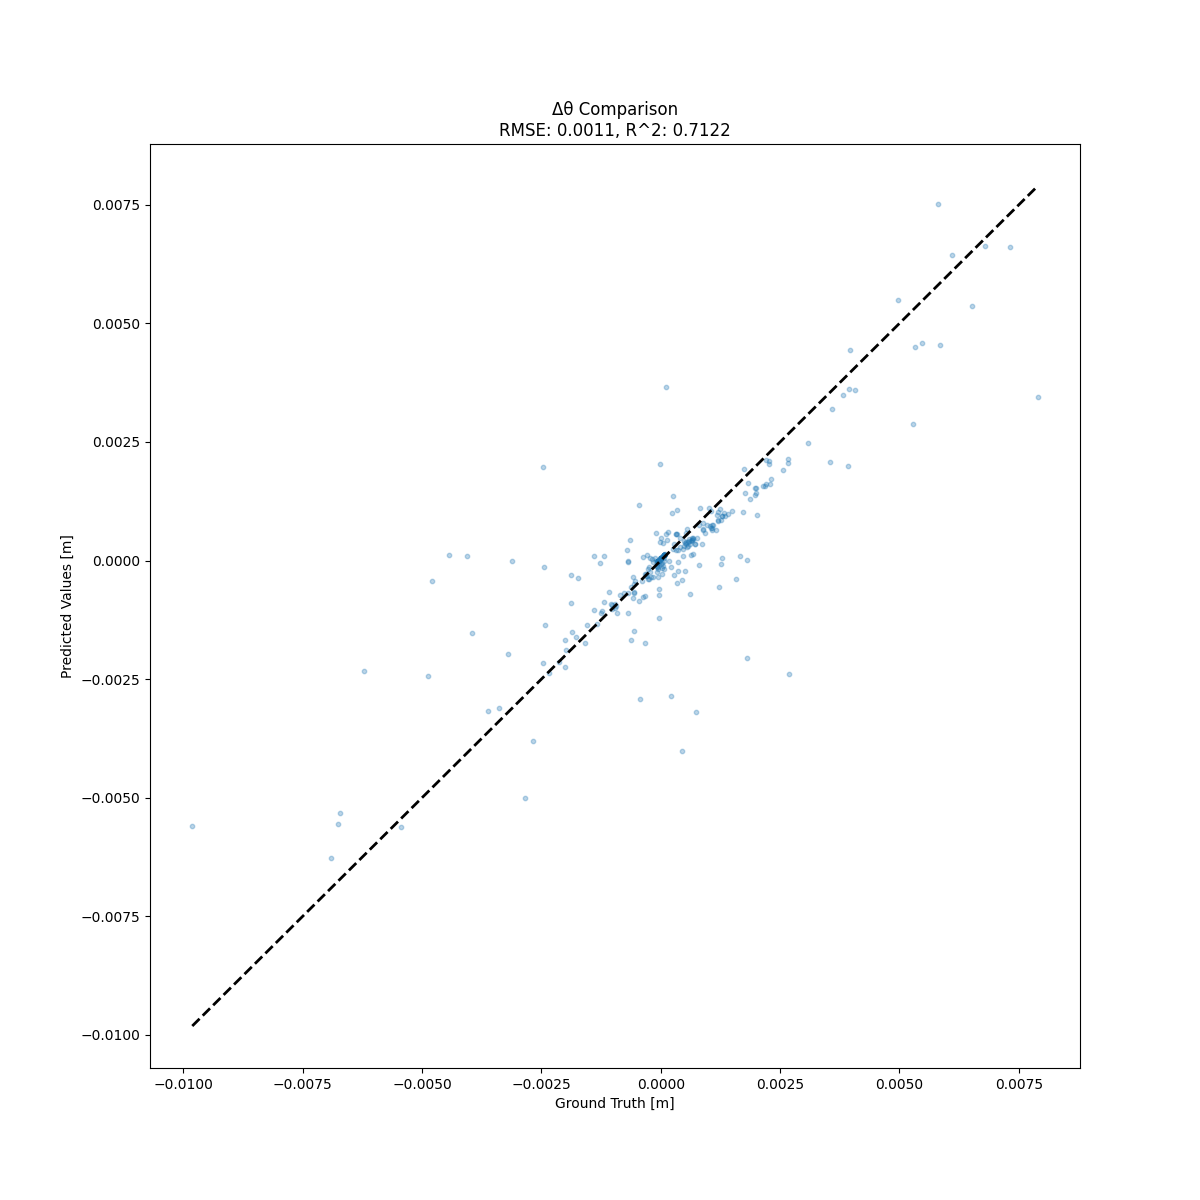 Δθ Comparison
RMSE: 0.0011, R^2: 0.7122
0.0075
0.0050
0.0025
0.0000
−0.0025
−0.0050
−0.0075
−0.0100
Predicted Values [m]
−0.0100 −0.0075 −0.0050 −0.0025 0.0000 0.0025 0.0050 0.0075
Ground Truth [m]